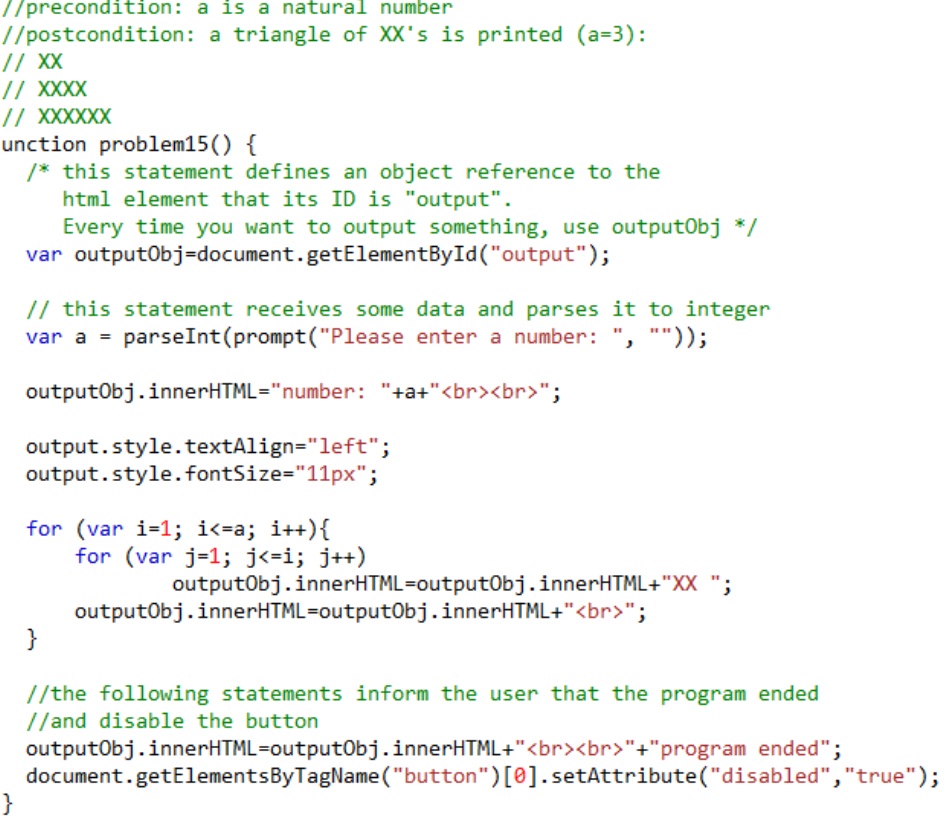 //precondition: a is a natural number
//postcondition: a triangle of XX's is printed (a=3):
// XX
// XXXX
// XXXXXX
unction problem15() {
/* this statement defines an object reference to the
html element that its ID is "output".
Every time you want to output something, use outputObj */
var outputObj=document.getElementById("output");
// this statement receives some data and parses it to integer
var a = parseInt(prompt("Please enter a number: ", ""));
outputObj.innerHTML="number: "+a+"<br><br>";
output.style.textAlign="left";
output.style.fontSize="11px";
for (var i=1; i<=a; i++){
for (var j=1; j<=i; j++)
outputObj.innerHTML=outputObj.innerHTML+"XX ";
outputObj.innerHTML=outputObj.innerHTML+"<br>";
}
//the following statements inform the user that the program ended
//and disable the button
outputObj.innerHTML=outputObj.innerHTML+"<br><br>"+"program ended";
document.getElementsByTagName("button")[0].setAttribute("disabled","true");
}